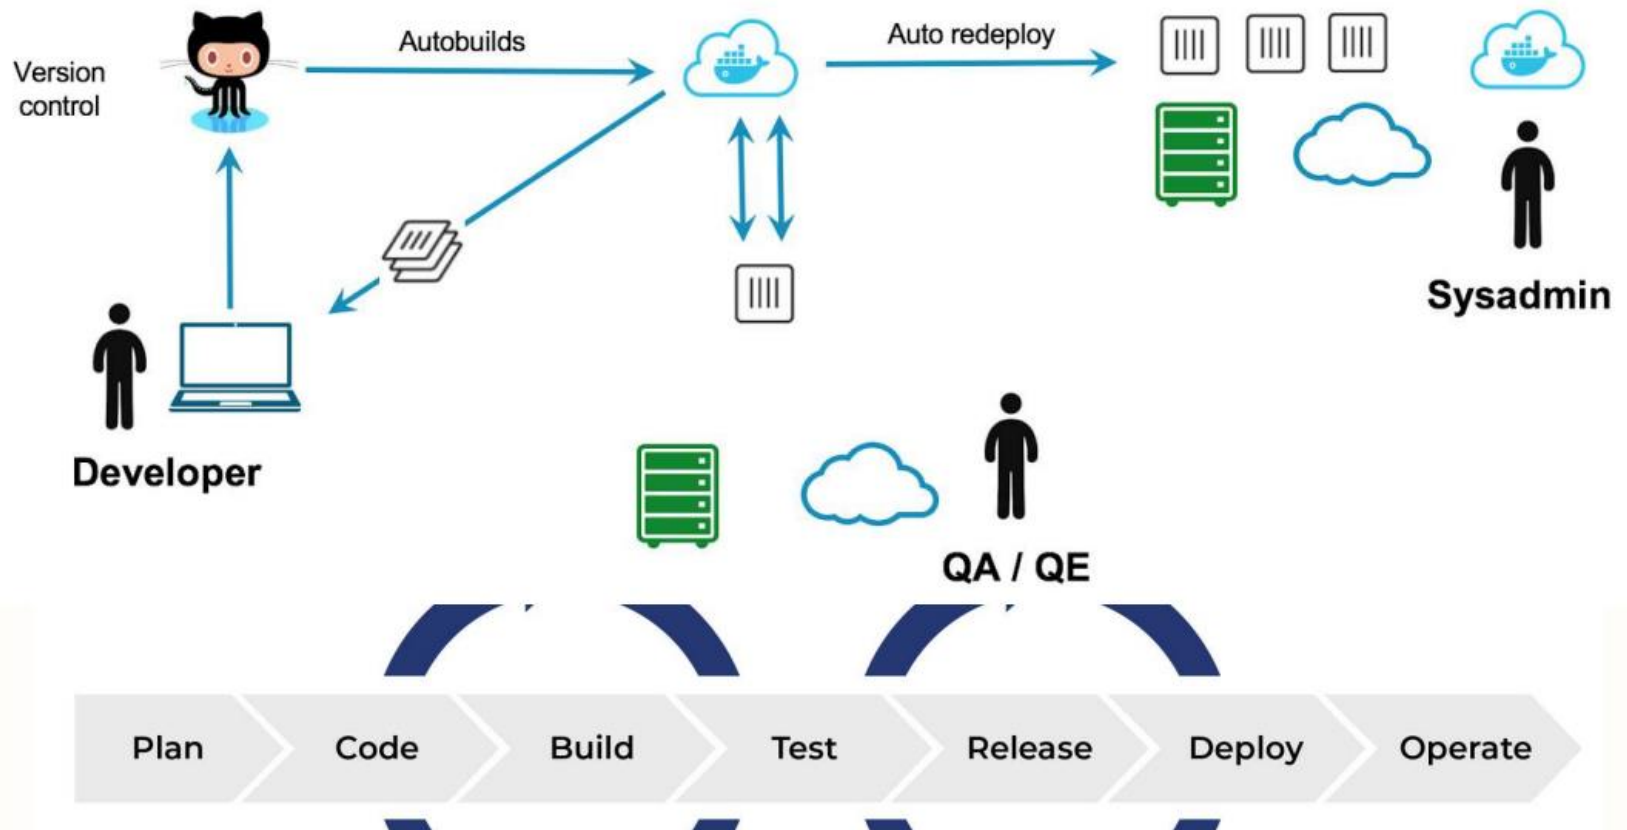 Version
control
Autobuilds
Auto redeploy
Sysadmin
Developer
QA / QE
Plan
Code
Build
Test
Release
Deploy
Operate